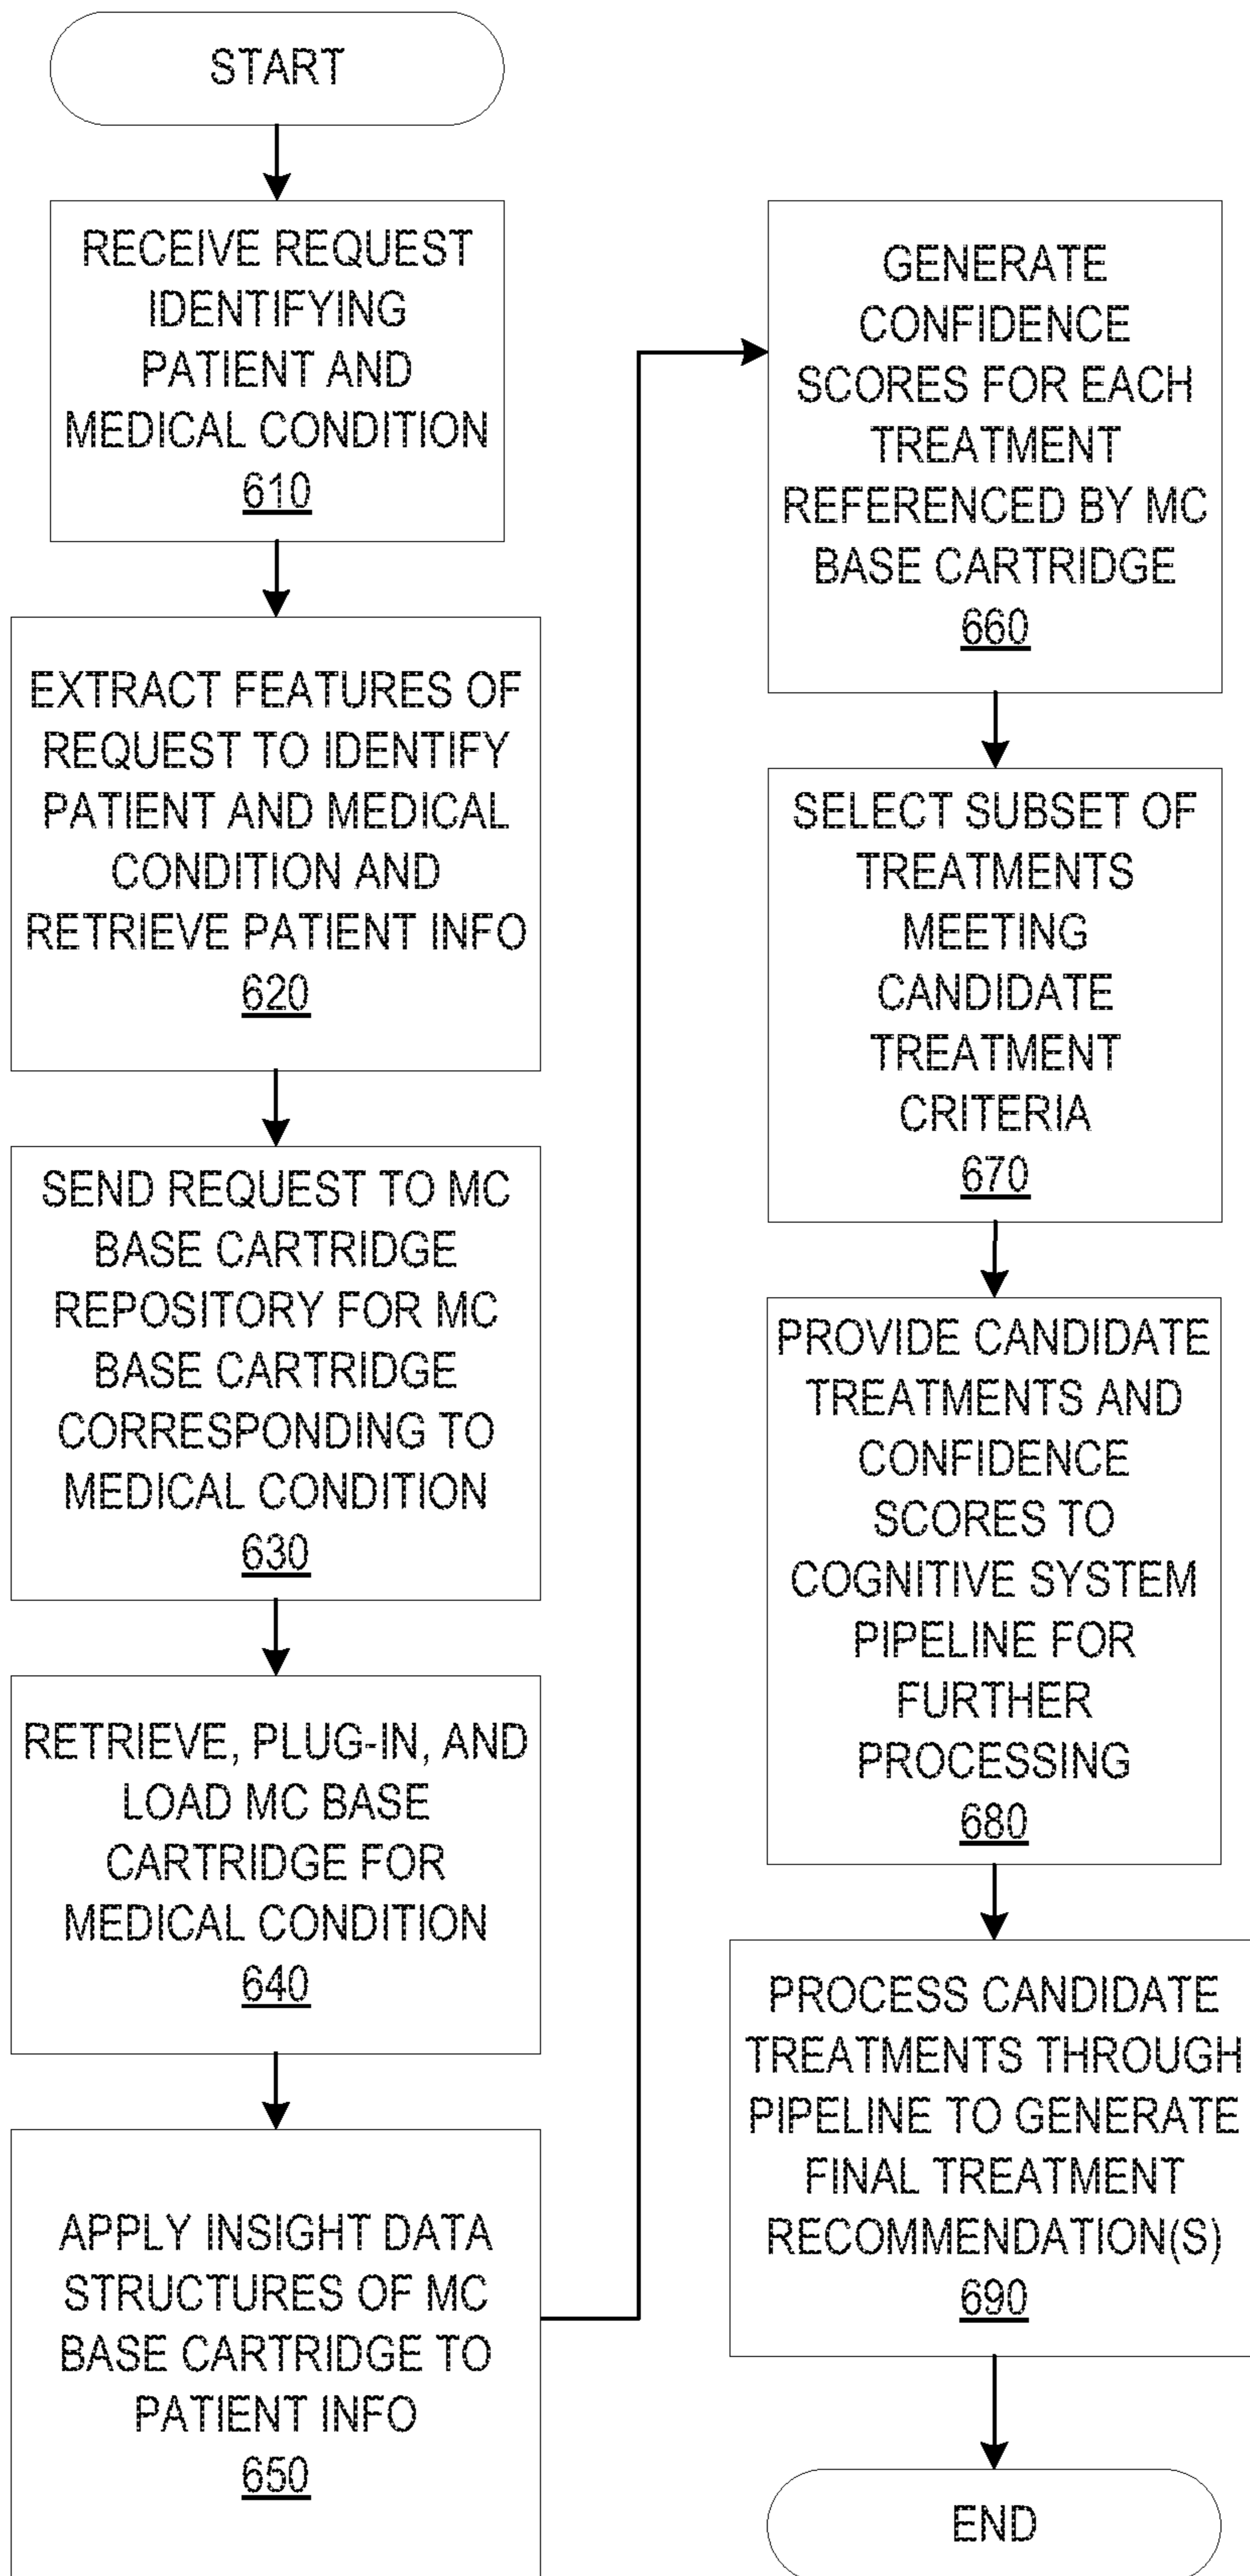 START
RECEIVE REQUEST
IDENTIFYING
PATIENT AND
MEDICAL CONDITION
610
EXTRACT FEATURES OF
REQUEST TO IDENTIFY
PATIENT AND MEDICAL
CONDITION AND
RETRIEVE PATIENT INFO
620
SEND REQUEST TO MC
BASE CARTRIDGE
REPOSITORY FOR MC
BASE CARTRIDGE
CORRESPONDING TO
MEDICAL CONDITION
630
RETRIEVE, PLUG-IN, AND
LOAD MC BASE
CARTRIDGE FOR
MEDICAL CONDITION
640
APPLY INSIGHT DATA
STRUCTURES OF MC
BASE CARTRIDGE TO
PATIENT INFO
650
GENERATE
CONFIDENCE
SCORES FOR EACH
TREATMENT
REFERENCED BY MC
BASE CARTRIDGE
660
SELECT SUBSET OF
TREATMENTS
MEETING
CANDIDATE
TREATMENT
CRITERIA
670
PROVIDE CANDIDATE
TREATMENTS AND
CONFIDENCE
SCORES TO
COGNITIVE SYSTEM
PIPELINE FOR
FURTHER
PROCESSING
680
PROCESS CANDIDATE
TREATMENTS THROUGH
PIPELINE TO GENERATE
FINAL TREATMENT
RECOMMENDATION(S)
690
END